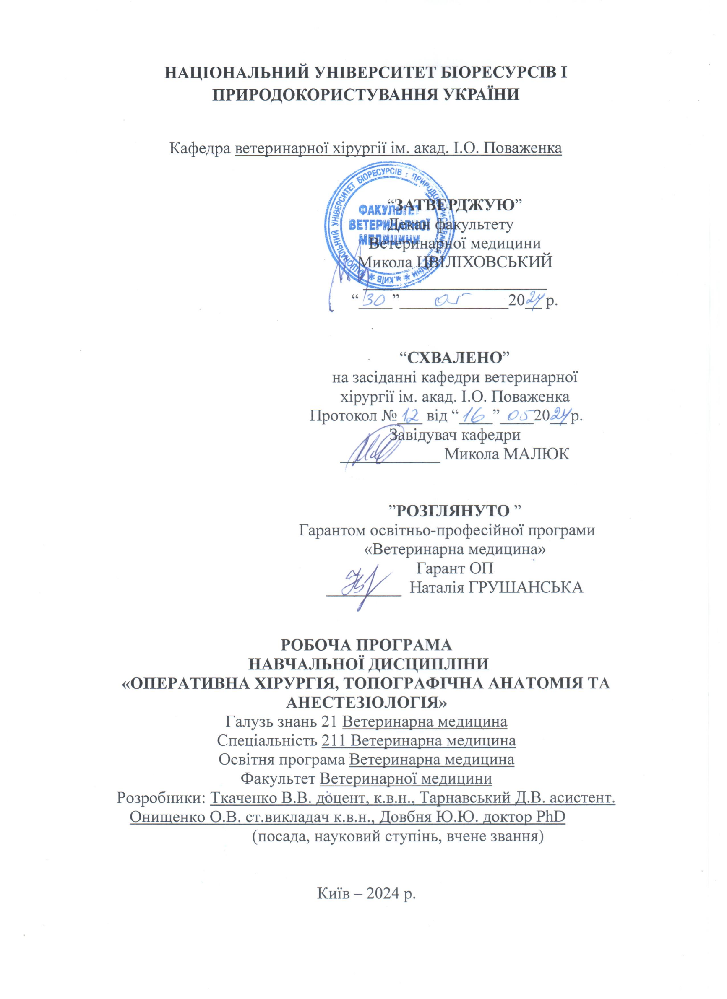 НАЦІОНАЛЬНИЙ УНІВЕРСИТЕТ БІОРЕСУРСІВ І
ПРИРОДОКОРИСТУВАННЯ УКРАЇНИ
Кафедра ветеринарної хірургії ім. акад. І.О. Поваженка
НАЦІОНАЛЬНИЙ УНІВЕРСИТЕТ БІОРЕСУРСІВ і ПРИРОДОКОРИСТУВАННЯ УКРАЇНИ * м.КИЇВ *
ФАКУЛЬТЕТ
ВЕТЕРИНАРНОЇ
МЕДИЦИНИ
“ЗАТВЕРДЖУЮ”
Декан факультету
Ветеринарної медицини
Микола ЦВІЛІХОВСЬКИЙ
“30” 05 2024 р.
“СХВАЛЕНО”
на засіданні кафедри ветеринарної
хірургії ім. акад. І.О. Поваженка
Протокол №12 від “16” 05 2024 р.
Завідувач кафедри
Микола МАЛЮК
”РОЗГЛЯНУТО ”
Гарантом освітньо-професійної програми
«Ветеринарна медицина»
Гарант ОП
Наталія ГРУШАНСЬКА
РОБОЧА ПРОГРАМА
НАВЧАЛЬНОЇ ДИСЦИПЛІНИ
«ОПЕРАТИВНА ХІРУРГІЯ, ТОПОГРАФІЧНА АНАТОМІЯ ТА
АНЕСТЕЗІОЛОГІЯ»
Галузь знань 21 Ветеринарна медицина
Спеціальність 211 Ветеринарна медицина
Освітня програма Ветеринарна медицина
Факультет Ветеринарної медицини
Розробники: Ткаченко В.В. доцент, к.в.н., Тарнавський Д.В. асистент.
Онищенко О.В. ст.викладач к.в.н., Довбня Ю.Ю. доктор PhD
(посада, науковий ступінь, вчене звання)
Київ – 2024 р.